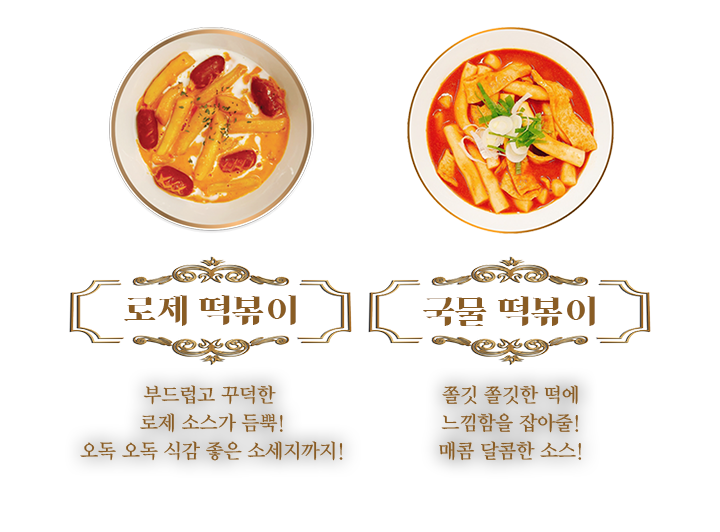 로제 떡볶이
부드럽고 꾸덕한
로제 소스가 듬뿍!
오독 오독 식감 좋은 소세지까지!
국물 떡볶이
쫄깃 쫄깃한 떡에
느낌함을 잡아줄!
매콤 달콤한 소스!